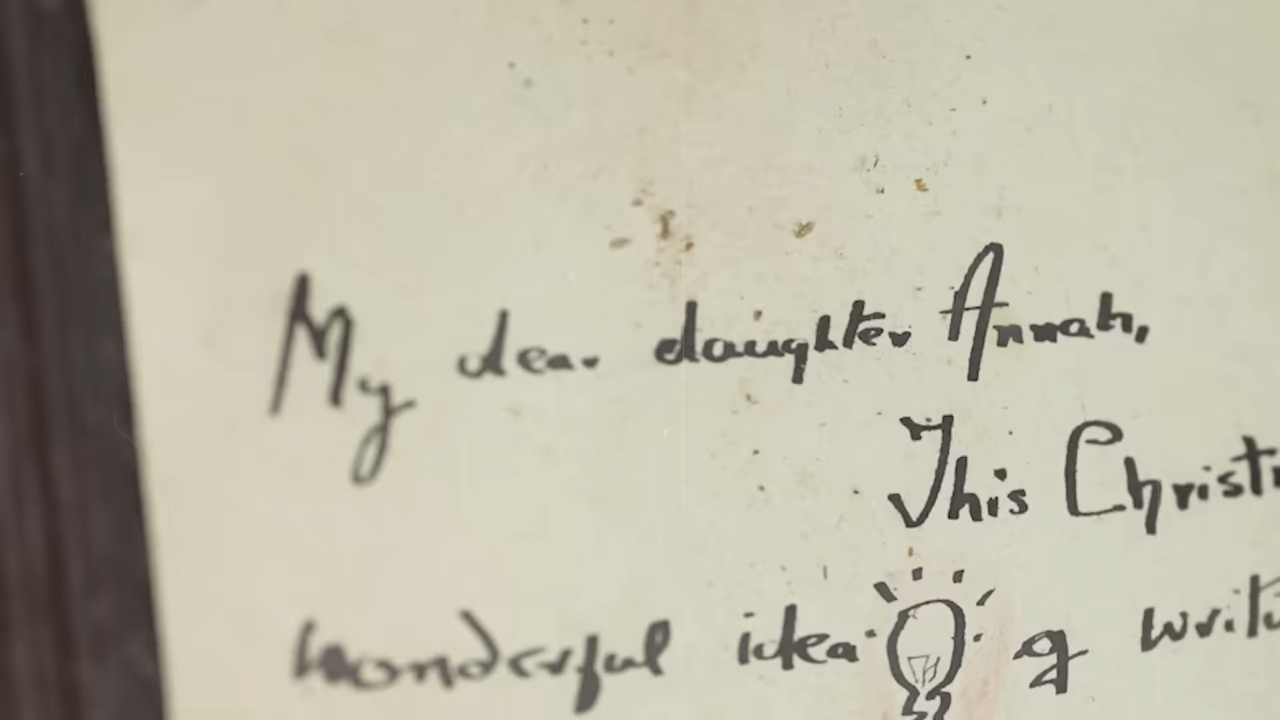 My dear daughter Annah,
This Christ
wonderful idea of writ